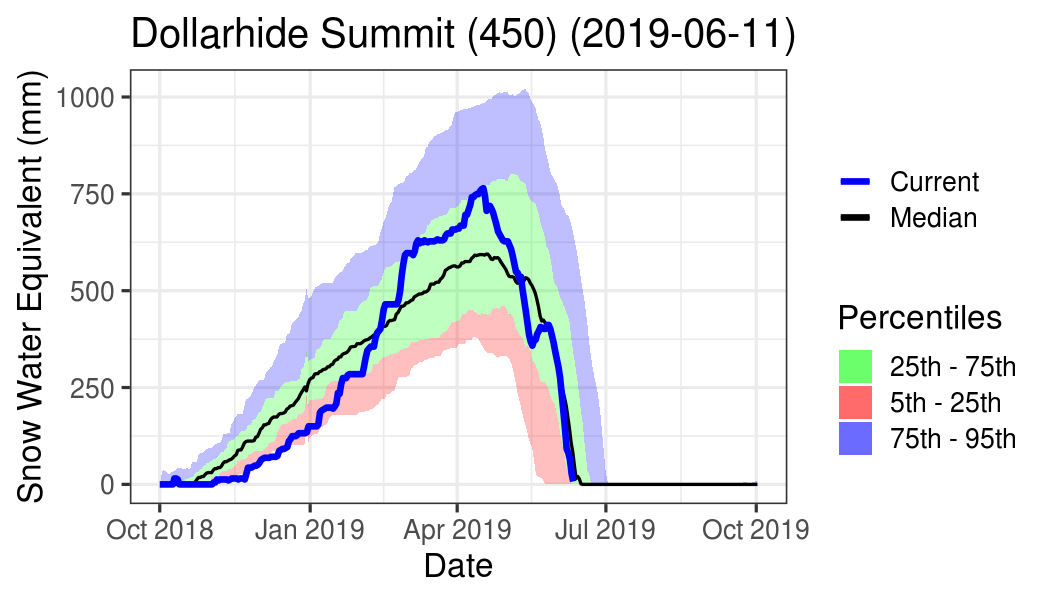 Dollarhide Summit (450) (2019-06-11)
Snow Water Equivalent (mm)
1000
750
500
250
0
Oct 2018
Jan 2019
Apr 2019
Jul 2019
Oct 2019
Date
Current
Median
Percentiles
25th - 75th
5th - 25th
75th - 95th